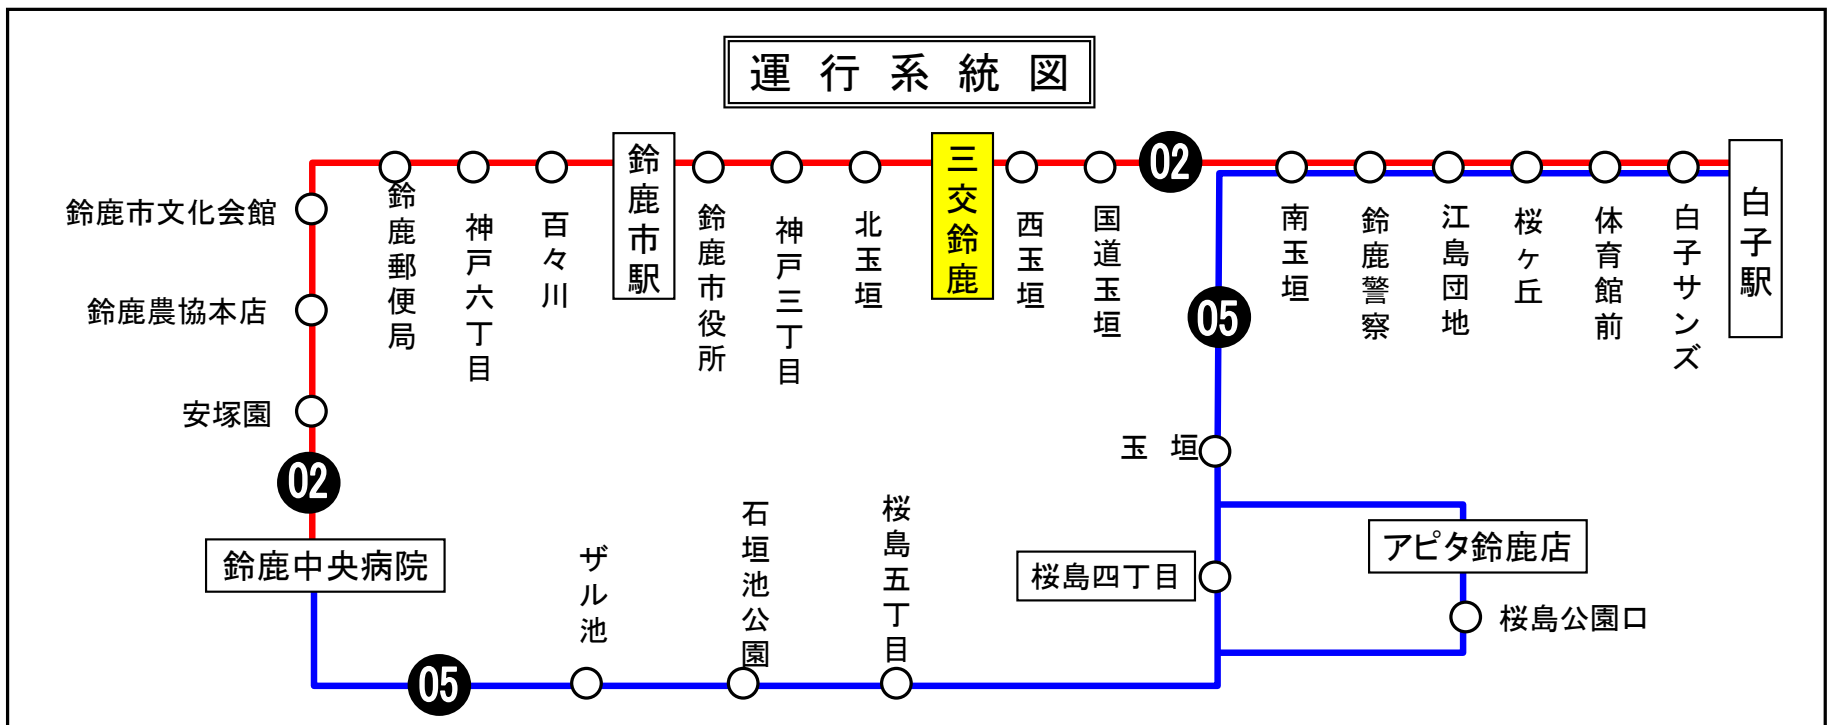 運行系統図
鈴鹿市文化会館
鈴鹿農協本店
安塚園
02
鈴鹿中央病院
鈴鹿郵便局
神戸六丁目
百々川
鈴鹿市駅
鈴鹿市役所
神戸三丁目
北玉垣
三交鈴鹿
西玉垣
国道玉垣
02
南玉垣
鈴鹿警察
江島団地
桜ヶ丘
体育館前
白子サンズ
白子駅
05
玉垣
桜島四丁目
アピタ鈴鹿店
桜島公園口
桜島五丁目
石垣池公園
ザル池
05